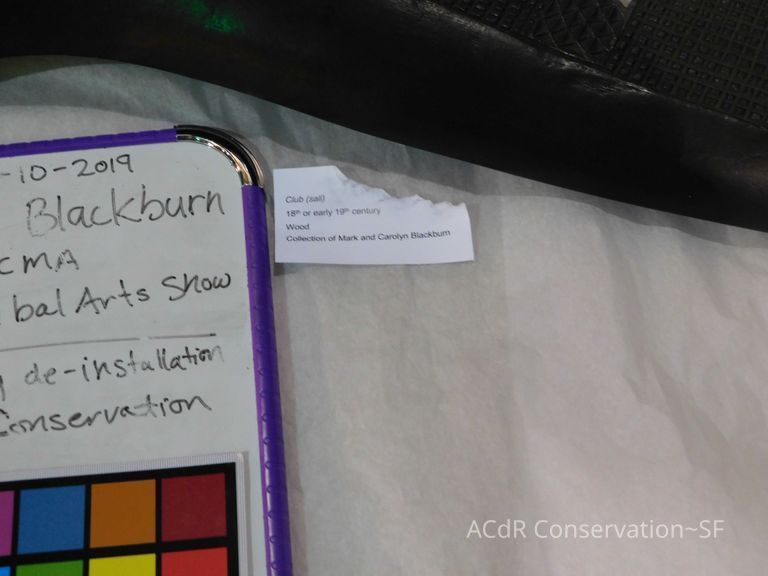 -10-2019
Blackburn
CMA
bal Arts Show
de-installation
Conservation
Club (sali)
18th or early 19th century
Wood
Collection of Mark and Carolyn Blackburn
ACdR Conservation~SF